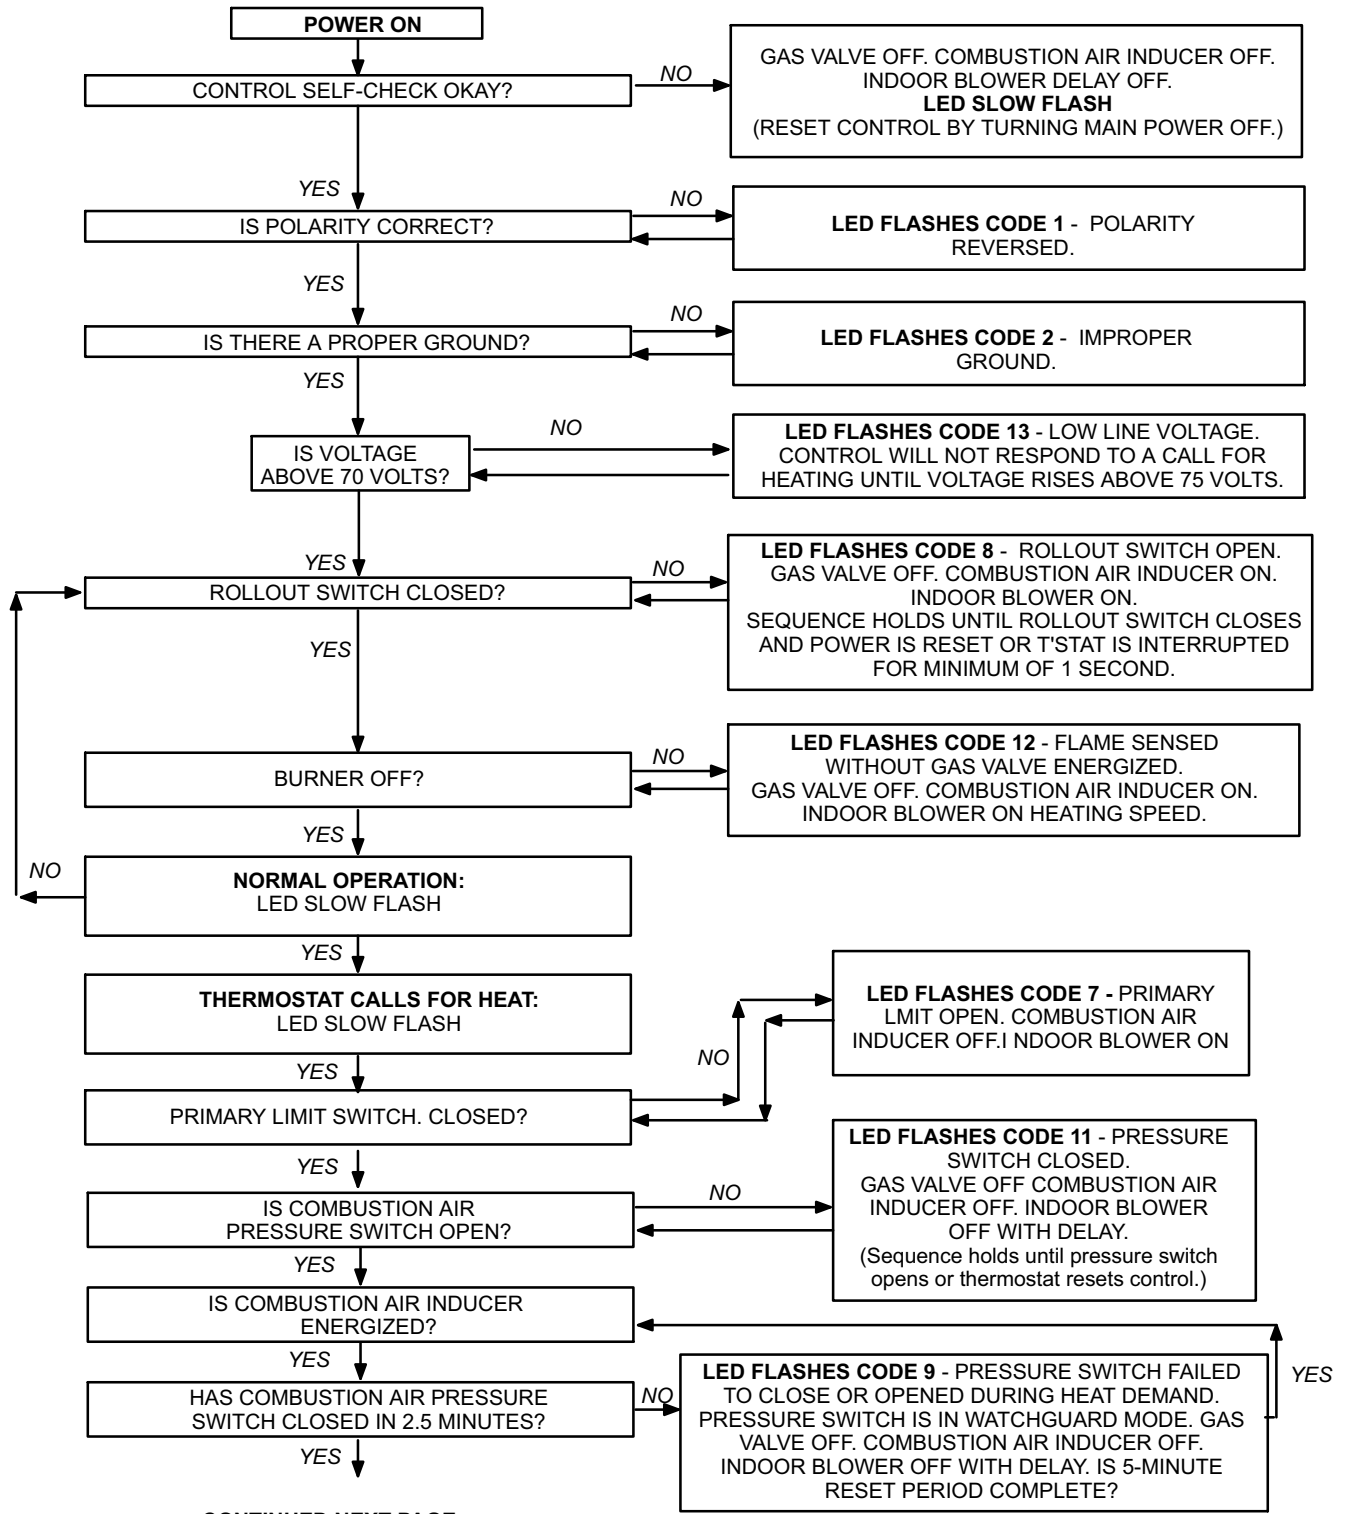 POWER ON
CONTROL SELF-CHECK OKAY?
NO
GAS VALVE OFF. COMBUSTION AIR INDUCER OFF.
INDOOR BLOWER DELAY OFF.
LED SLOW FLASH
(RESET CONTROL BY TURNING MAIN POWER OFF.)
YES
IS POLARITY CORRECT?
NO
LED FLASHES CODE 1 - POLARITY
REVERSED.
YES
IS THERE A PROPER GROUND?
NO
LED FLASHES CODE 2 - IMPROPER
GROUND.
YES
IS VOLTAGE
ABOVE 70 VOLTS?
NO
LED FLASHES CODE 13 - LOW LINE VOLTAGE.
CONTROL WILL NOT RESPOND TO A CALL FOR
HEATING UNTIL VOLTAGE RISES ABOVE 75 VOLTS.
YES
ROLLOUT SWITCH CLOSED?
NO
LED FLASHES CODE 8 - ROLLOUT SWITCH OPEN.
GAS VALVE OFF. COMBUSTION AIR INDUCER ON.
INDOOR BLOWER ON.
SEQUENCE HOLDS UNTIL ROLLOUT SWITCH CLOSES
AND POWER IS RESET OR T'STAT IS INTERRUPTED
FOR MINIMUM OF 1 SECOND.
YES
BURNER OFF?
NO
LED FLASHES CODE 12 - FLAME SENSED
WITHOUT GAS VALVE ENERGIZED.
GAS VALVE OFF. COMBUSTION AIR INDUCER ON.
INDOOR BLOWER ON HEATING SPEED.
YES
NO
NORMAL OPERATION:
LED SLOW FLASH
YES
THERMOSTAT CALLS FOR HEAT:
LED SLOW FLASH
LED FLASHES CODE 7 - PRIMARY
LMIT OPEN. COMBUSTION AIR
INDUCER OFF.I NDOOR BLOWER ON
YES
NO
PRIMARY LIMIT SWITCH. CLOSED?
YES
IS COMBUSTION AIR
PRESSURE SWITCH OPEN?
NO
LED FLASHES CODE 11 - PRESSURE
SWITCH CLOSED.
GAS VALVE OFF COMBUSTION AIR
INDUCER OFF. INDOOR BLOWER
OFF WITH DELAY.
(Sequence holds until pressure switch
opens or thermostat resets control.)
YES
IS COMBUSTION AIR INDUCER
ENERGIZED?
YES
HAS COMBUSTION AIR PRESSURE
SWITCH CLOSED IN 2.5 MINUTES?
NO
LED FLASHES CODE 9 - PRESSURE SWITCH FAILED
TO CLOSE OR OPENED DURING HEAT DEMAND.
PRESSURE SWITCH IS IN WATCHGUARD MODE. GAS
VALVE OFF. COMBUSTION AIR INDUCER OFF.
INDOOR BLOWER OFF WITH DELAY. IS 5-MINUTE
RESET PERIOD COMPLETE?
YES
YES
CONTINUED NEXT PAGE